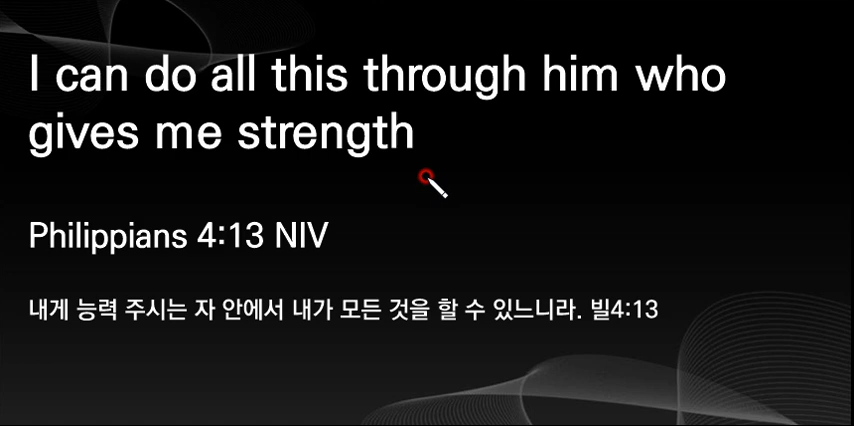 I can do all this through him who
gives me strength
Philippians 4:13 NIV
내게 능력 주시는 자 안에서 내가 모든 것을 할 수 있느니라. 빌4:13